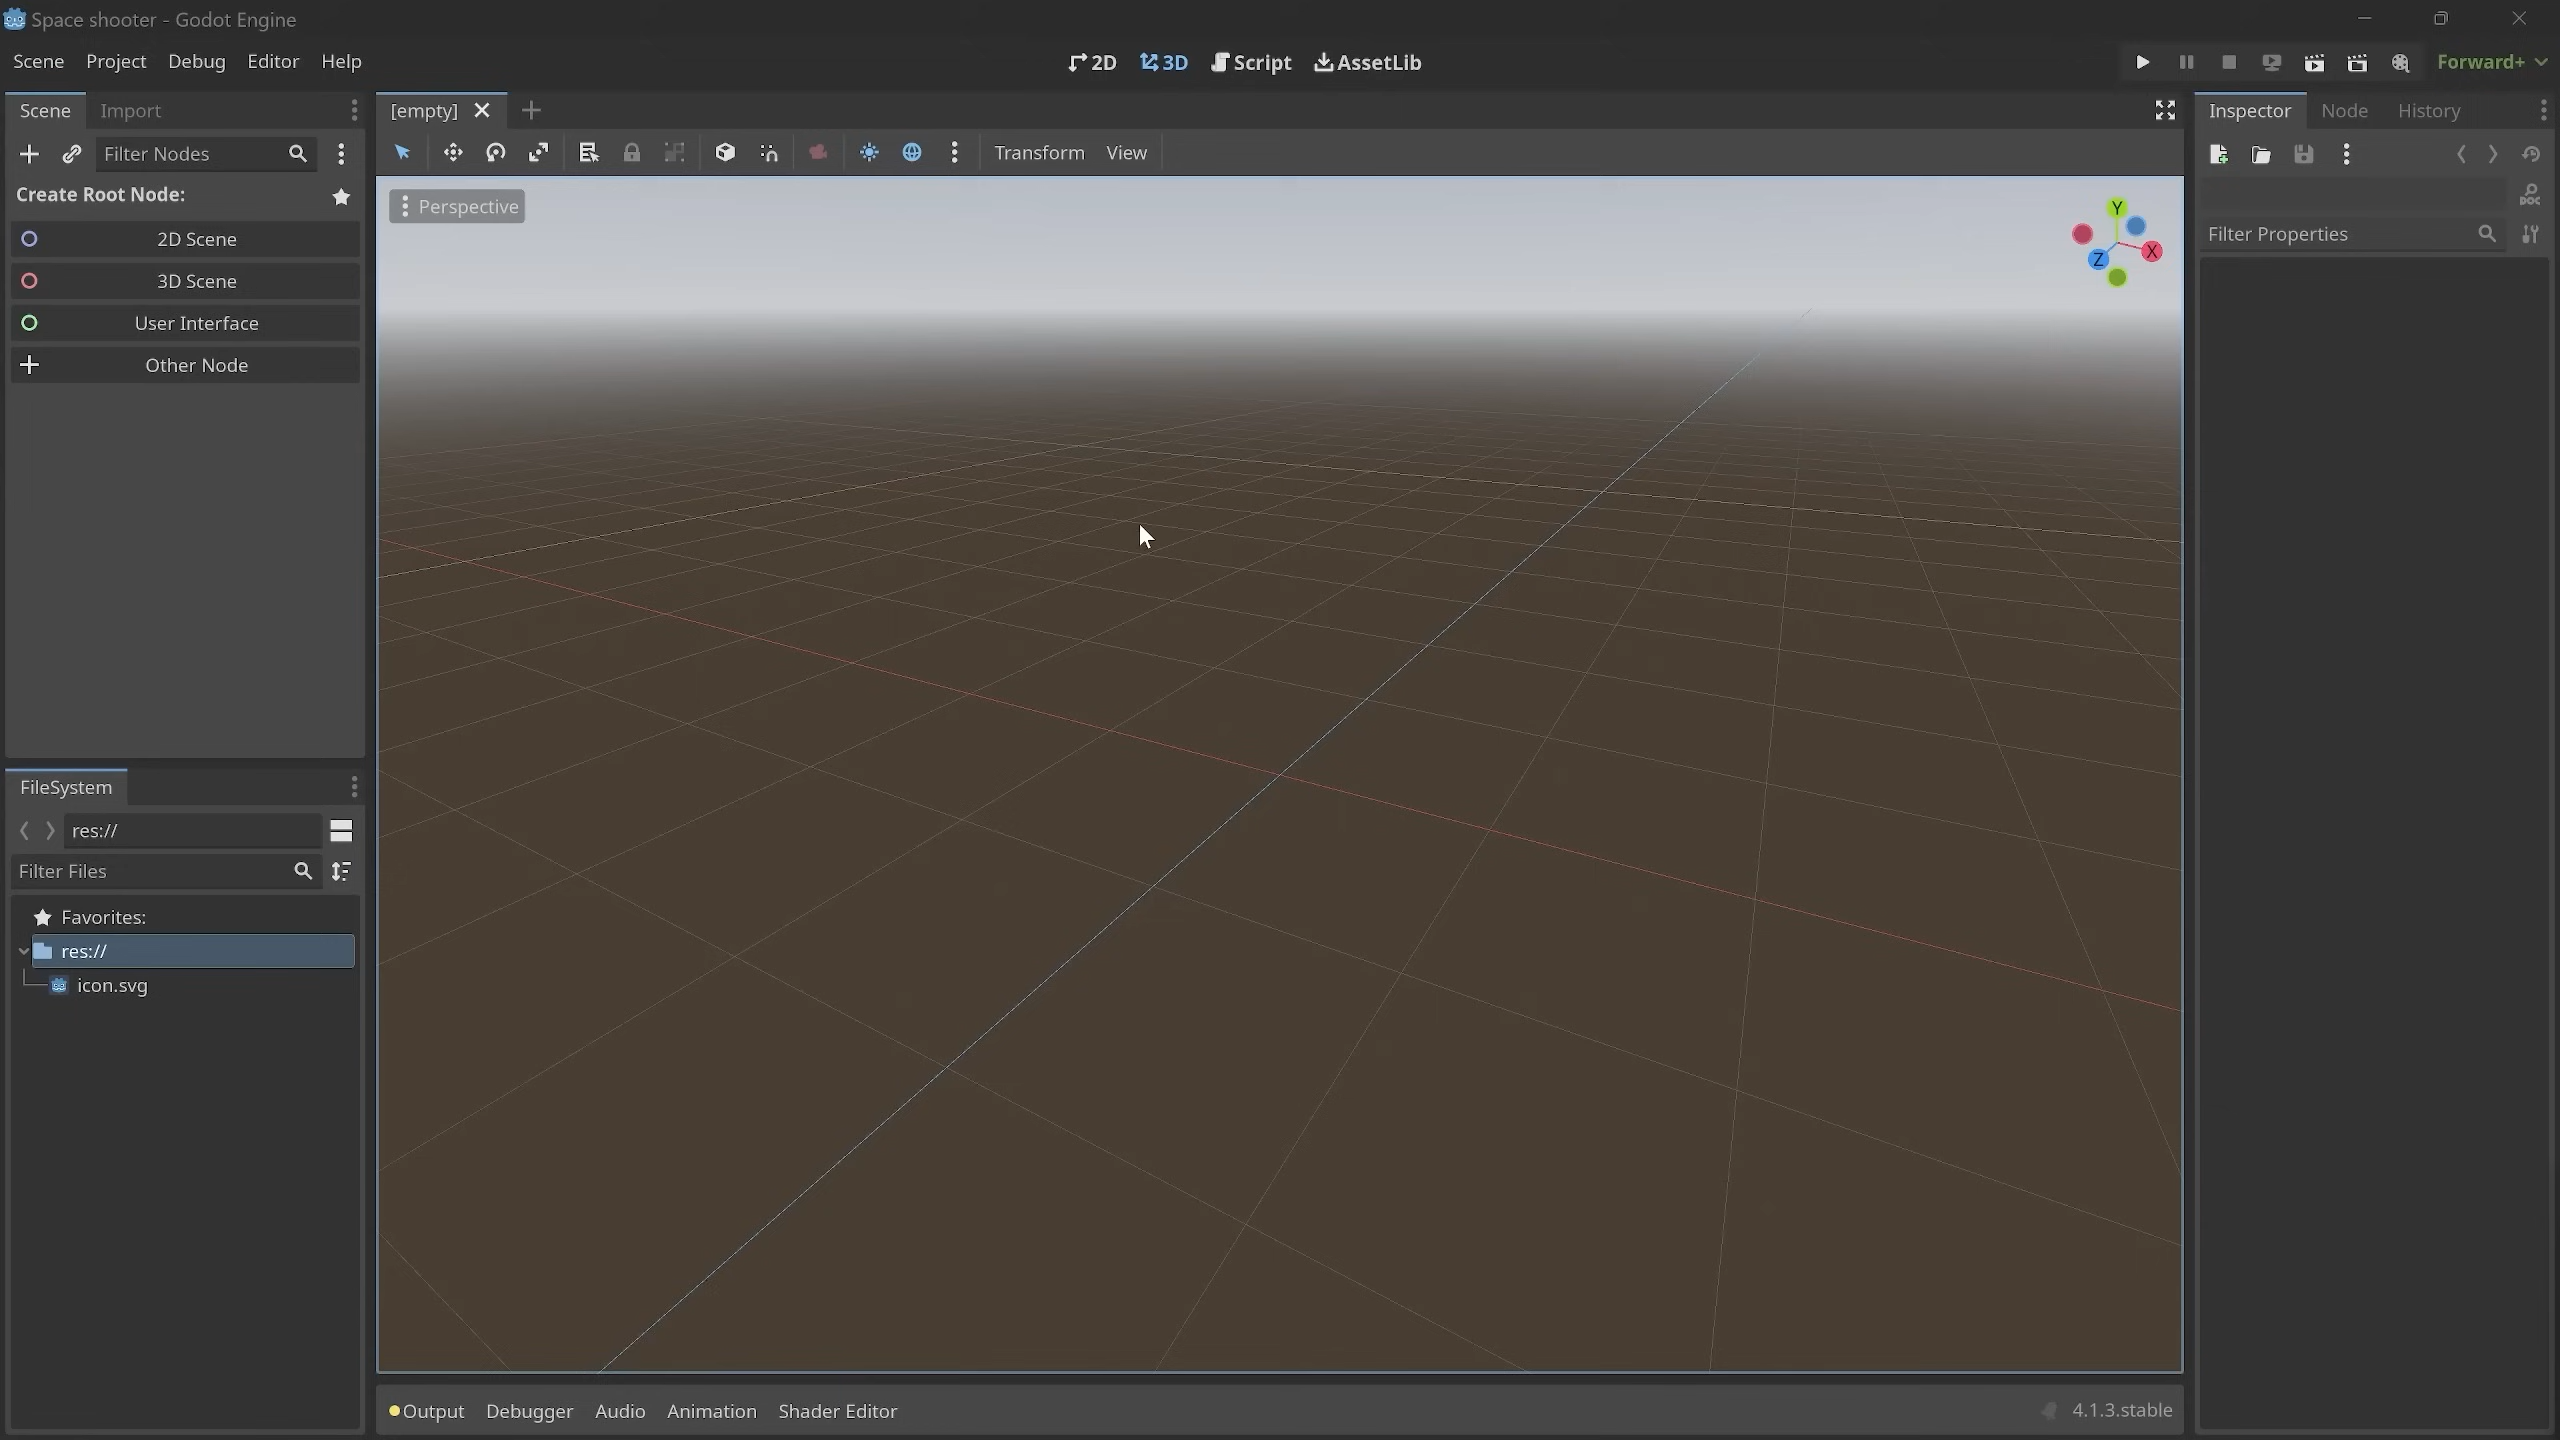 Space shooter - Godot Engine
Scene Project Debug Editor Help
2D 3D Script AssetLib
Forward+
Scene Import
[empty]
Inspector Node History
Filter Nodes
Transform View
Create Root Node:
Perspective
Y
X
Z
DOC
Filter Properties
2D Scene
3D Scene
User Interface
Other Node
FileSystem
res://
Filter Files
Favorites:
res://
icon.svg
Output Debugger Audio Animation Shader Editor
4.1.3.stable